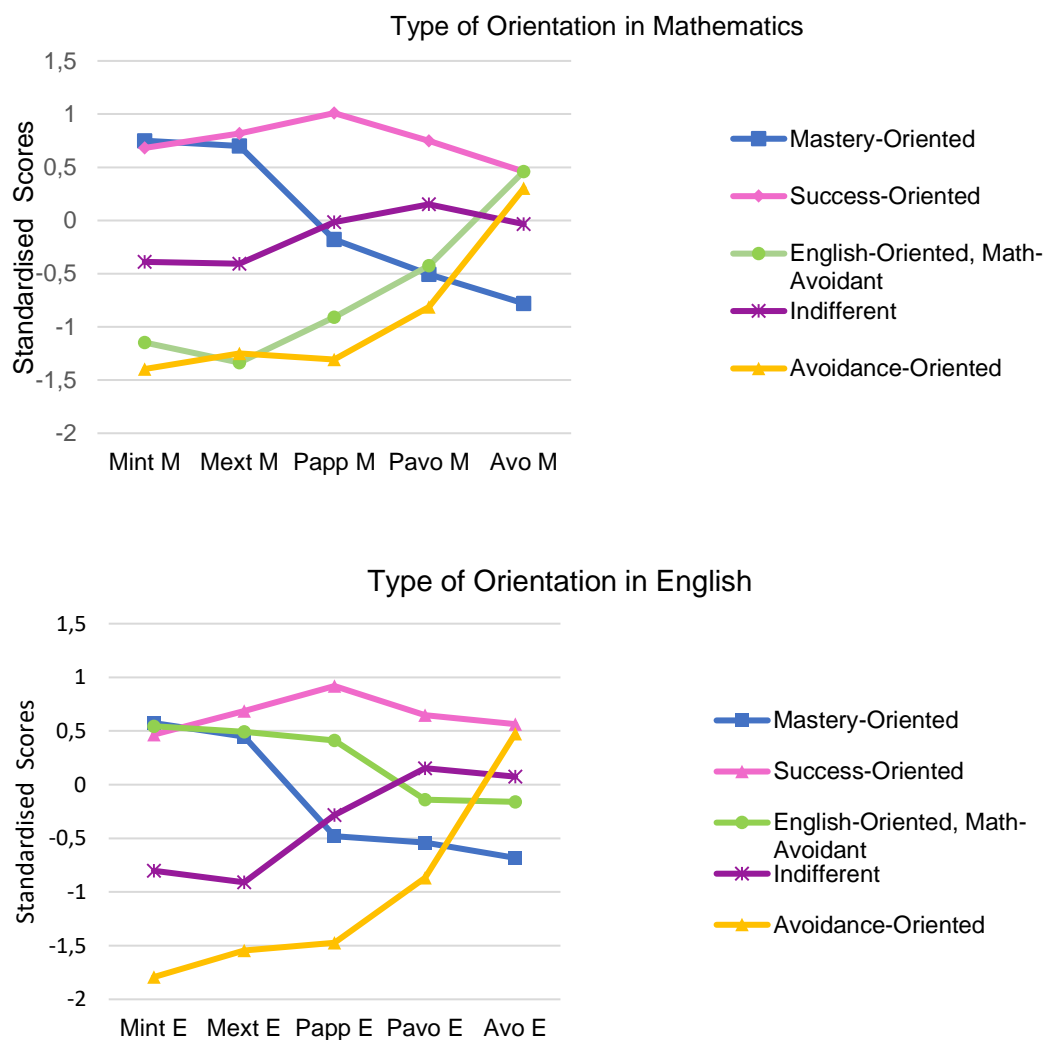 Type of Orientation in Mathematics
Standardised Scores
1,5
1
0,5
0
-0,5
-1
-1,5
-2
Mint M Mext M Papp M Pavo M Avo M
Mastery-Oriented
Success-Oriented
English-Oriented, Math-
Avoidant
Indifferent
Avoidance-Oriented
Type of Orientation in English
Standardised Scores
1,5
1
0,5
0
-0,5
-1
-1,5
-2
Mint E Mext E Papp E Pavo E Avo E
Mastery-Oriented
Success-Oriented
English-Oriented, Math-
Avoidant
Indifferent
Avoidance-Oriented